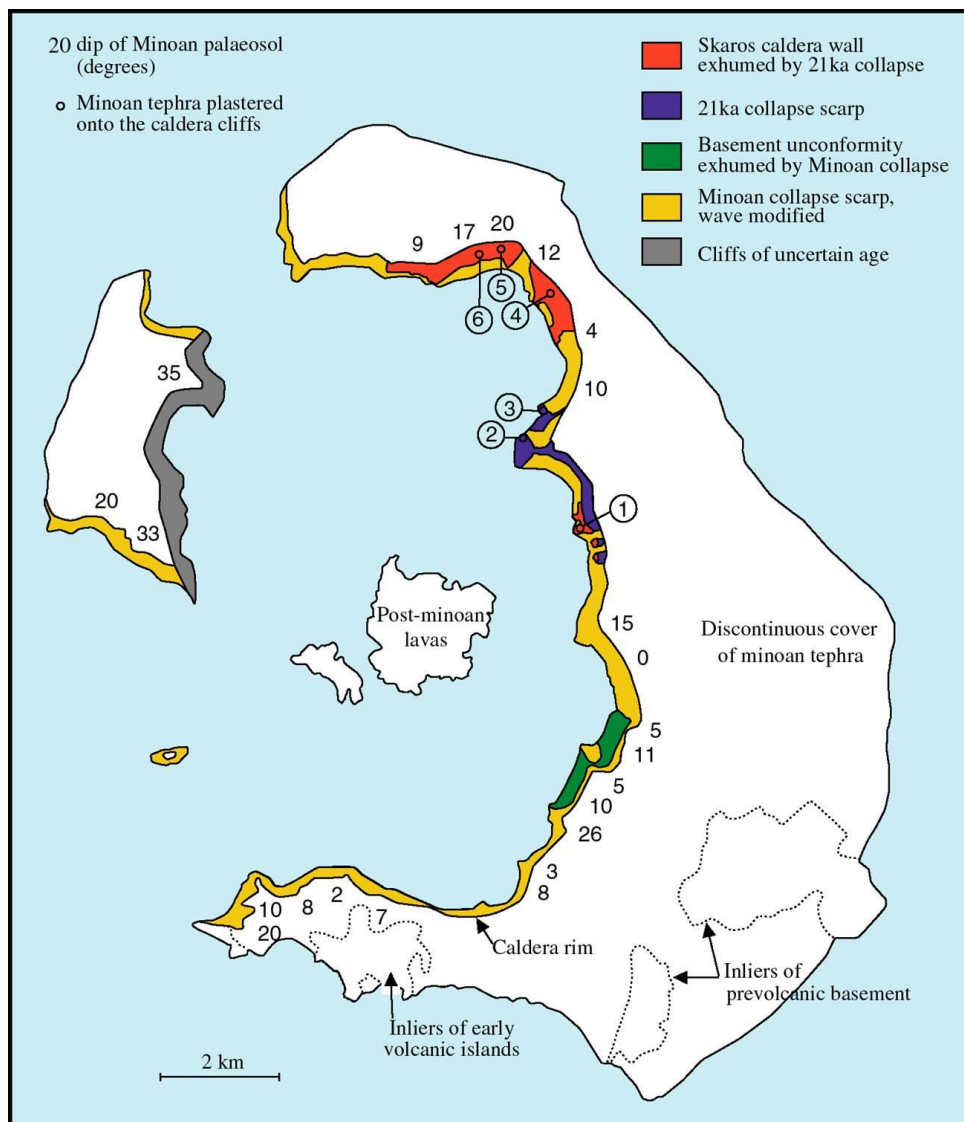 20 dip of Minoan palaeosol
(degrees)
Minoan tephra plastered
onto the caldera cliffs
Skaros caldera wall
exhumed by 21ka collapse
21ka collapse scarp
Basement unconformity
exhumed by Minoan collapse
Minoan collapse scarp,
wave modified
Cliffs of uncertain age
9
17
20
12
5
6
4
4
35
10
3
2
20
33
1
Post-minoan
lavas
15
0
Discontinuous cover
of minoan tephra
5
11
5
10
26
3
8
10
20
8
2
7
Caldera rim
Inliers of
prevolcanic basement
Inliers of early
volcanic islands
2 km